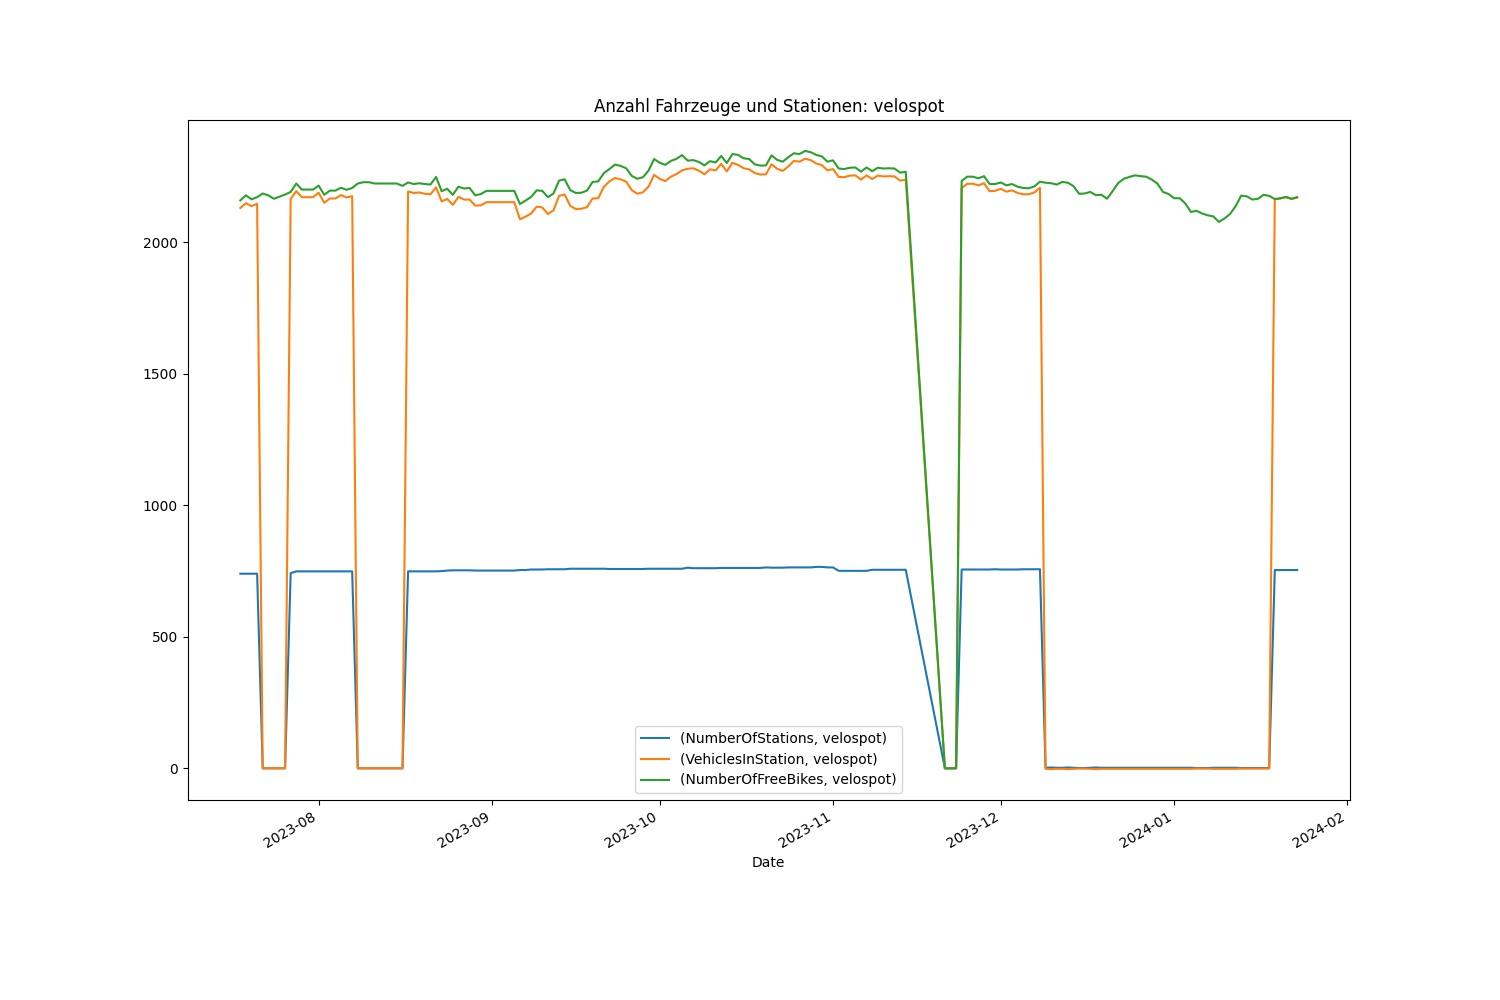 Anzahl Fahrzeuge und Stationen: velospot
2000
1500
1000
500
0
(NumberOfStations, velospot)
(VehiclesInStation, velospot)
(NumberOfFreeBikes, velospot)
2023-08
2023-09
2023-10
2023-11
2023-12
2024-01
2024-02
Date